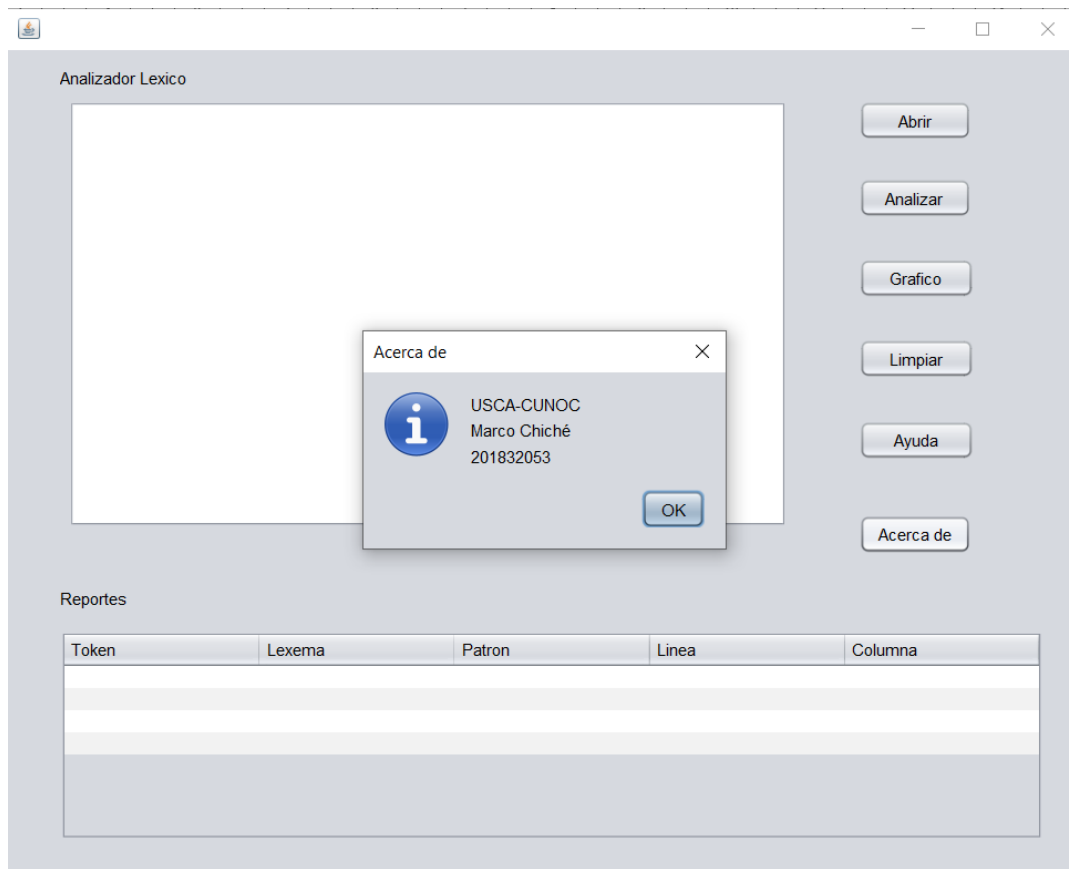 Analizador Lexico
Abrir
Analizar
Grafico
Limpiar
Ayuda
Acerca de
Acerca de
USCA-CUNOC
Marco Chiché
201832053
OK
Reportes
Token Lexema Patron Linea Columna